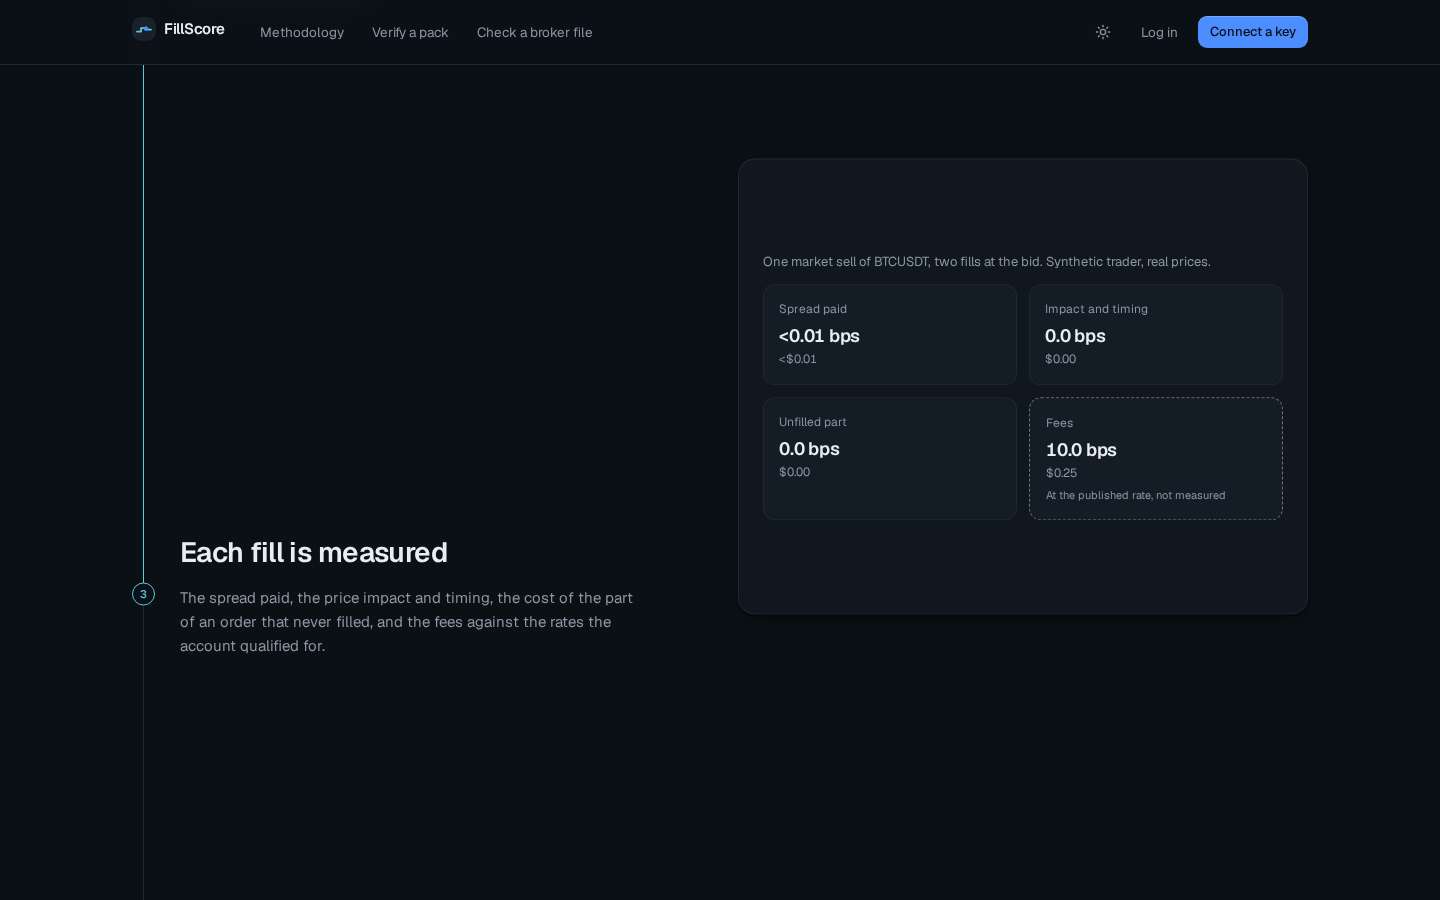 FillScore
Methodology
Verify a pack
Check a broker file
Log in
Connect a key
One market sell of BTCUSDT, two fills at the bid. Synthetic trader, real prices.
Spread paid
<0.01 bps
<$0.01
Impact and timing
0.0 bps
$0.00
Unfilled part
0.0 bps
$0.00
Fees
10.0 bps
$0.25
At the published rate, not measured
Each fill is measured
3
The spread paid, the price impact and timing, the cost of the part
of an order that never filled, and the fees against the rates the
account qualified for.